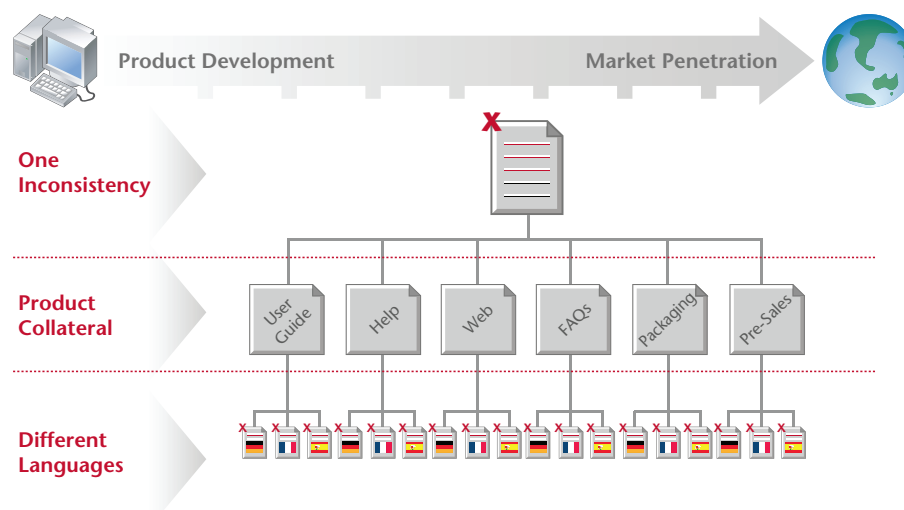 Product Development
Market Penetration
X
One
Inconsistency
Product
Collateral
User
Guide
Help
Web
FAQs
Packaging
Pre-Sales
Different
Languages
X X X X X X X X X X X X X X X X X X